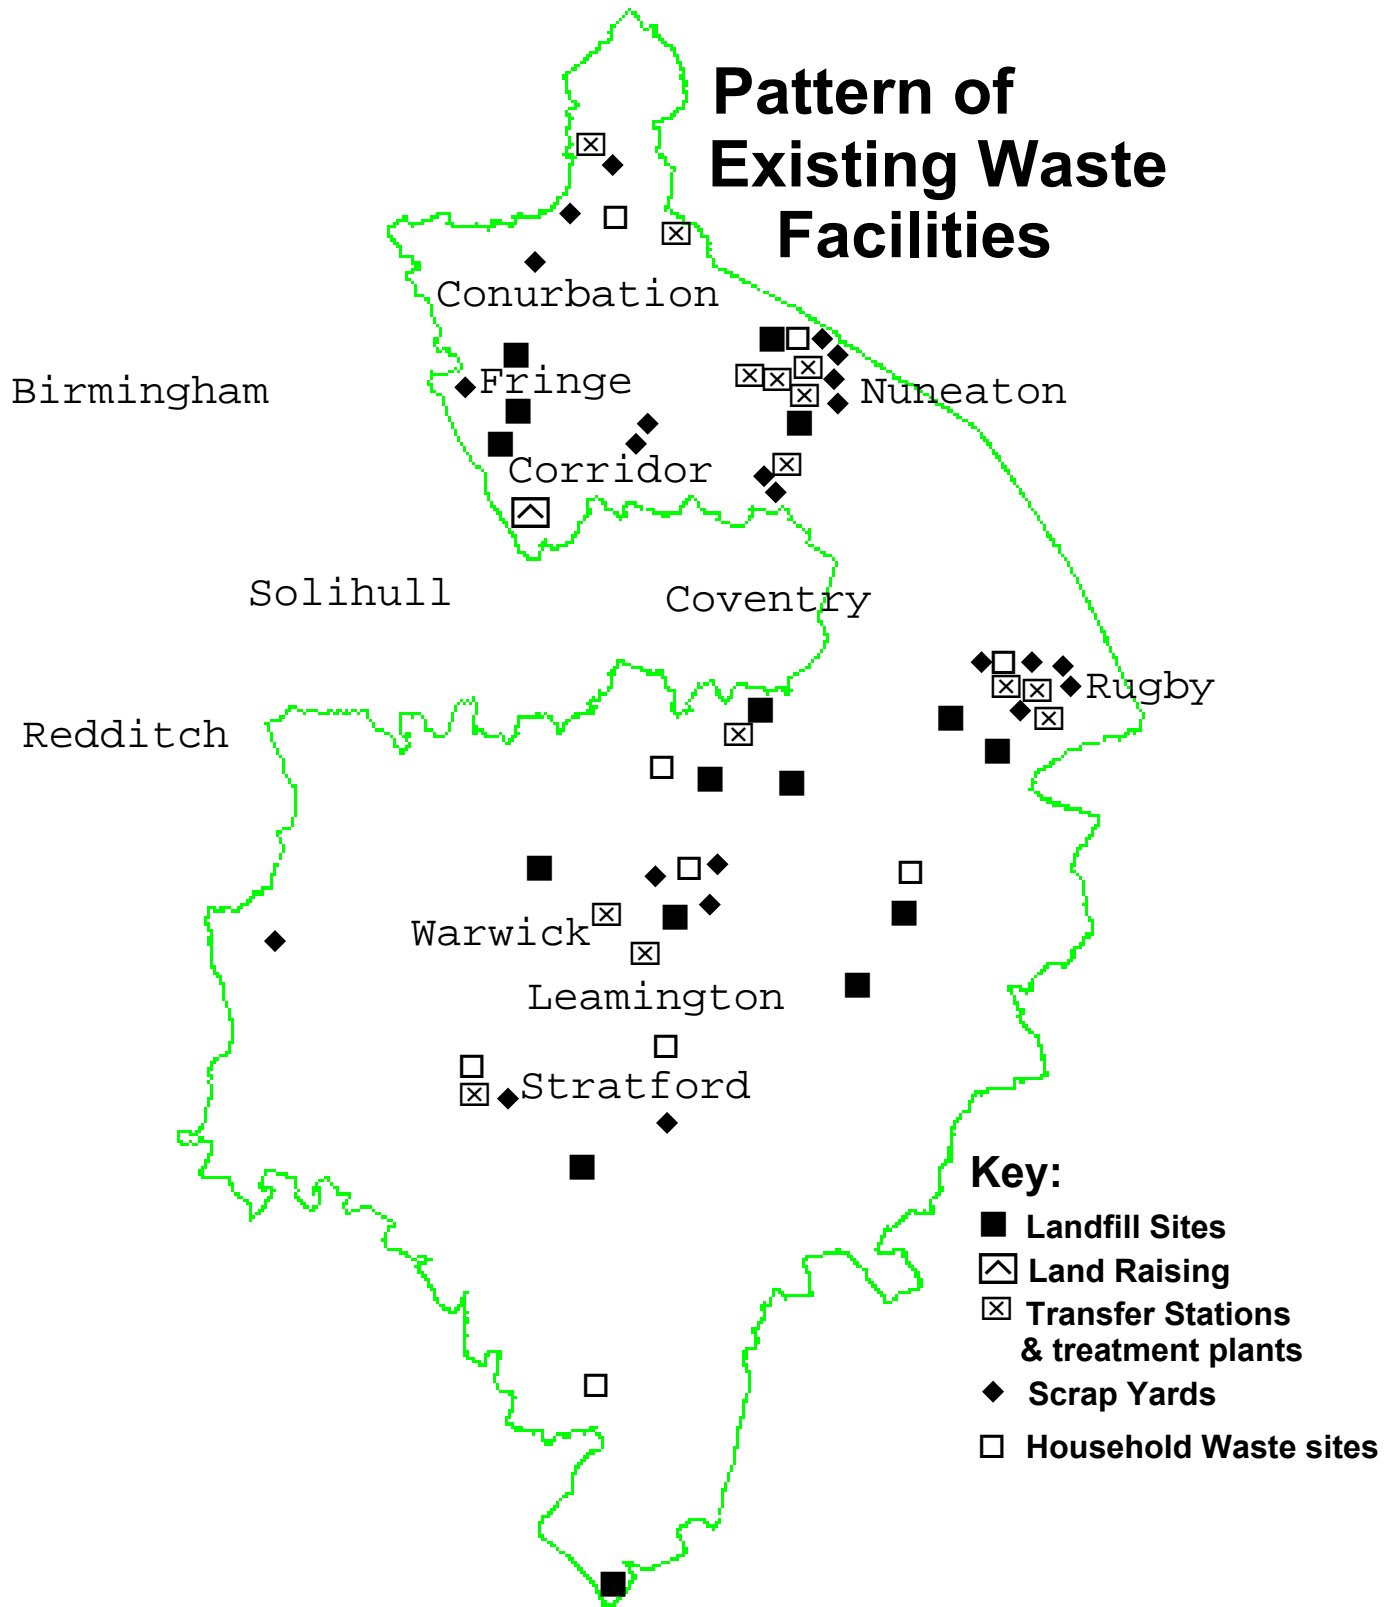 Pattern of
Existing Waste
Facilities
Conurbation
Fringe
Birmingham
Nuneaton
Corridor
Solihull
Coventry
Rugby
Redditch
Warwick
Leamington
Stratford
Key:
Landfill Sites
Land Raising
Transfer Stations
& treatment plants
Scrap Yards
Household Waste sites